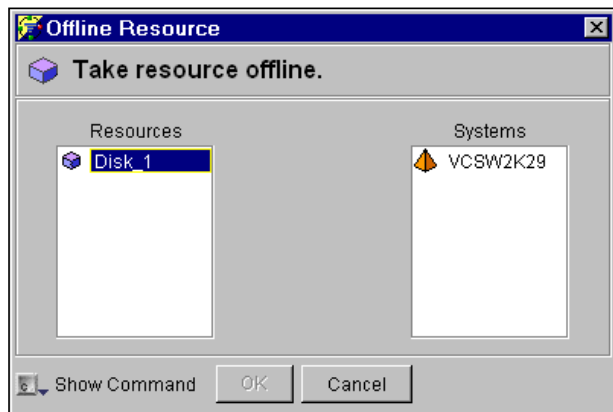 Offline Resource
Take resource offline.
Resources
Systems
Disk_1
VCSW2K29
Show Command
OK
Cancel